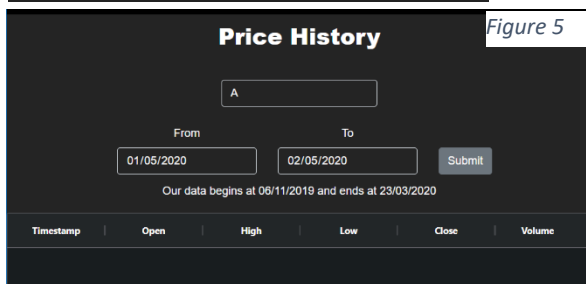 Figure 5
Price History
A
From To
01/05/2020 02/05/2020 Submit
Our data begins at 06/11/2019 and ends at 23/03/2020
Timestamp Open High Low Close Volume